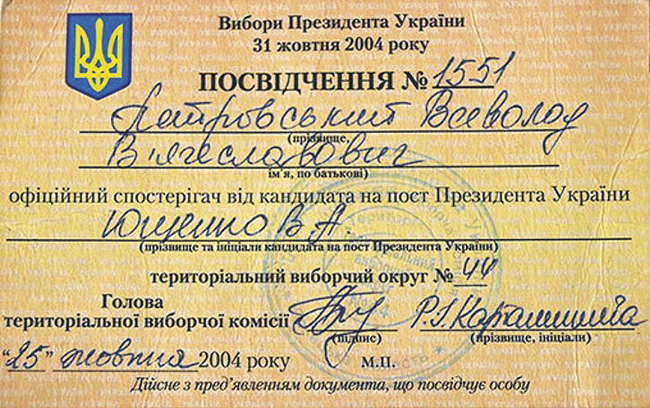 Вибори Президента України
31 жовтня 2004 року
ПОСВІДЧЕННЯ № 1551
Петровський Всеволод
(прізвище,
В'ячеславович
ім'я, по батькові)
офіційний спостерігач від кандидата на пост Президента України
Ющенко В. А.
(прізвище та ініціали кандидата на пост Президента України)
територіальний виборчий округ № 44
Голова
територіальної виборчої комісії
(підпис)
(прізвище, ініціали)
"25" жовтня 2004 року М.П.
Дійсне з пред'явленням документа, що посвідчує особу